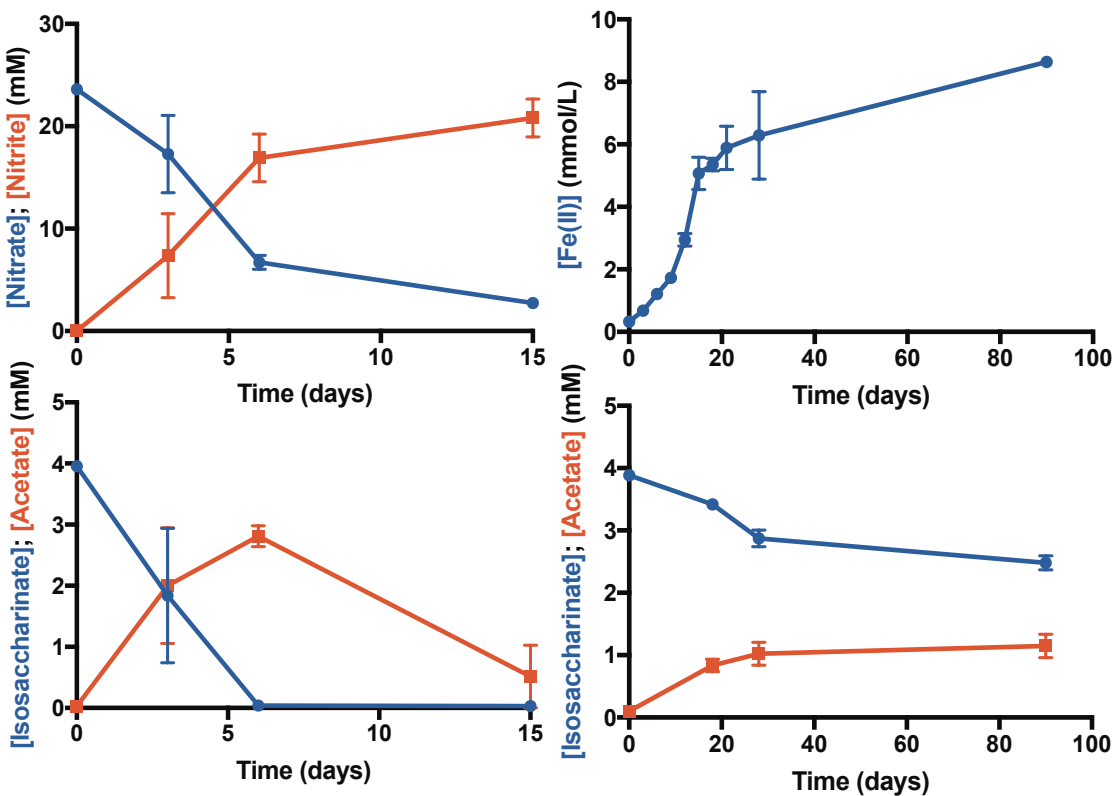 [Nitrate]; [Nitrite] (mM)
30
20
10
0
0 5 10 15
Time (days)
[Fe(II)] (mmol/L)
10
8
6
4
2
0
0 20 40 60 80 100
Time (days)
[Isosaccharinate]; [Acetate] (mM)
5
4
3
2
1
0
0 5 10 15
Time (days)
[Isosaccharinate]; [Acetate] (mM)
5
4
3
2
1
0
0 20 40 60 80 100
Time (days)